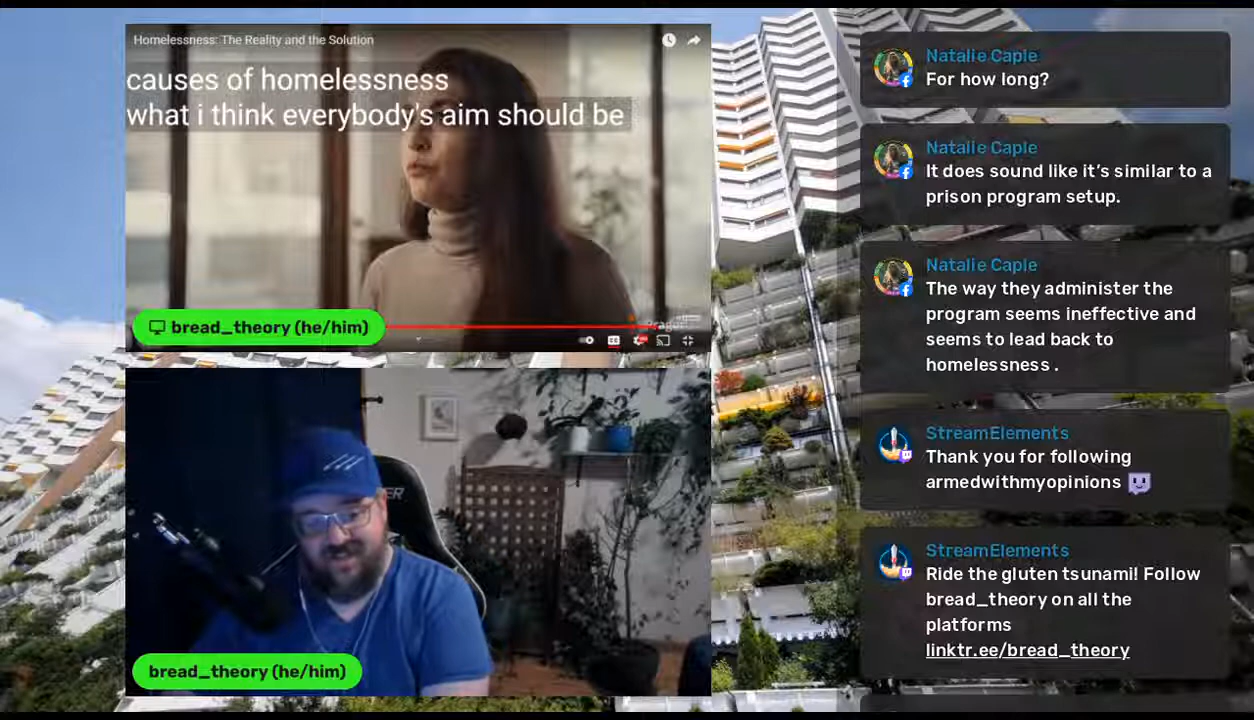 Homelessness: The Reality and the Solution
causes of homelessness
what i think everybody's aim should be
bread_theory (he/him)
bread_theory (he/him)
Natalie Caple
For how long?
Natalie Caple
It does sound like it's similar to a
prison program setup.
Natalie Caple
The way they administer the
program seems ineffective and
seems to lead back to
homelessness .
StreamElements
Thank you for following
armedwithmyopinions
StreamElements
Ride the gluten tsunami! Follow
bread_theory on all the
platforms
linktr.ee/bread_theory